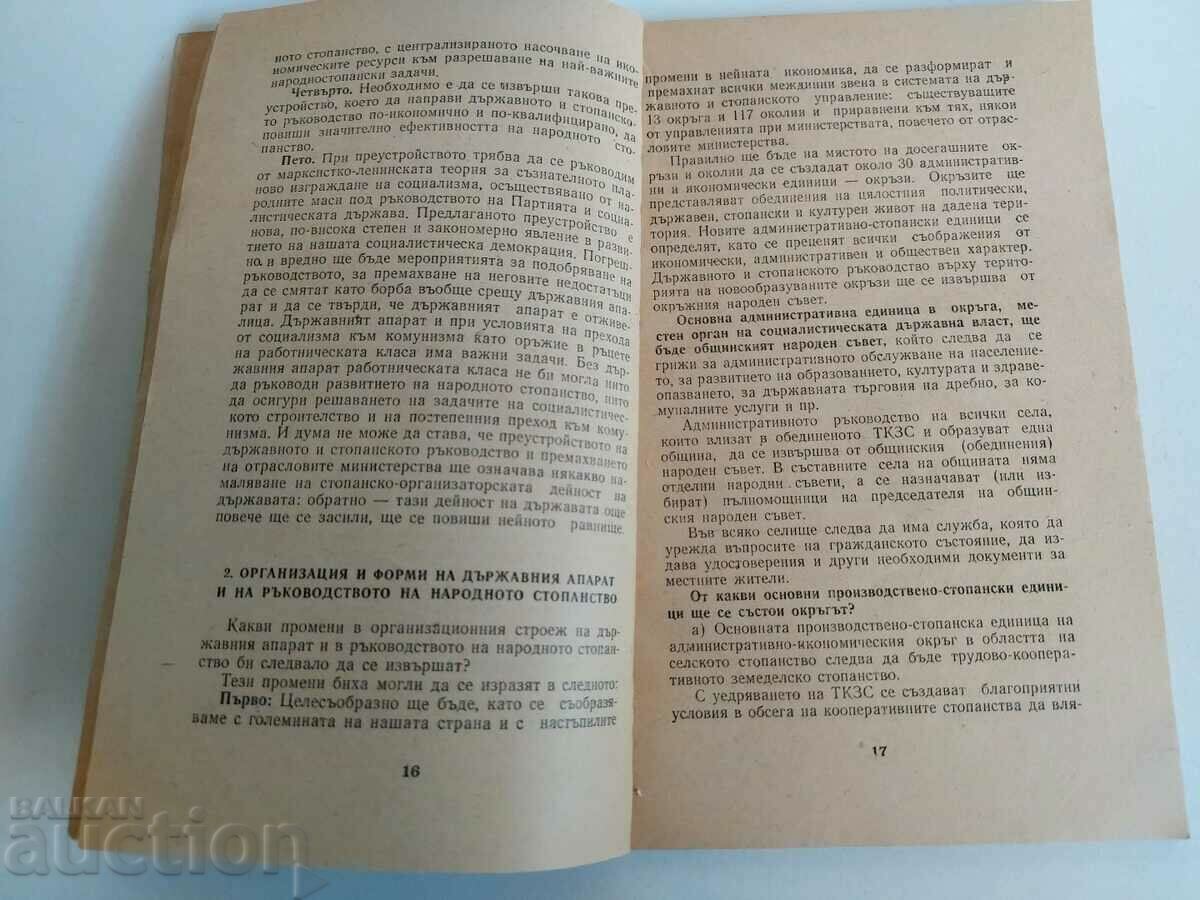 ното стопанство, с централизираното насочване на ико-
номическите ресурси към разрешаване на най-важните
народностопански задачи.
Четвърто. Необходимо е да се извърши такова пре-
устройство, което да направи държавното и стопанско-
то ръководство по-икономично и по-квалифицирано, да
повиши значително ефективността на народното сто-
панство.
Пето. При преустройството трябва да се ръководим
от марксистко-ленинската теория за съзнателното пла-
ново изграждане на социализма, осъществявано от на-
родните маси под ръководството на Партията и социа-
листическата държава. Предлаганото преустройство е
нова, по-висока степен и закономерно явление в разви-
тието на нашата социалистическа демокрация. Погреш-
но и вредно ще бъде мероприятията за подобряване на
ръководството, за премахване на неговите недостатъци
да се смятат като борба въобще срещу държавния апа-
рат и да се твърди, че държавният апарат е отживе-
лица. Държавният апарат и при условията на прехода
от социализма към комунизма като оръжие в ръцете
на работническата класа има важни задачи. Без дър-
жавния апарат работническата класа не би могла нито
да ръководи развитието на народното стопанство, нито
да осигури решаването на задачите на социалистичес-
кото строителство и на постепенния преход към кому-
низма. И дума не може да става, че преустройството на
държавното и стопанското ръководство и премахването
на отрасловите министерства ще означава някакво на-
маляване на стопанско-организаторската дейност на
държавата: обратно — тази дейност на държавата още
повече ще се засили, ще се повиши нейното равнище.
2. ОРГАНИЗАЦИЯ И ФОРМИ НА ДЪРЖАВНИЯ АПАРАТ
И НА РЪКОВОДСТВОТО НА НАРОДНОТО СТОПАНСТВО
Какви промени в организационния строеж на дър-
жавния апарат и в ръководството на народното стопан-
ство би следвало да се извършат?
Тези промени биха могли да се изразят в следното:
Първо: Целесъобразно ще бъде, като се съобразя-
ваме с големината на нашата страна и с настъпилите
16
промени в нейната икономика, да се разформират и
премахнат всички междинни звена в системата на дър-
жавното и стопанското управление: съществуващите
13 окръга и 117 околии и приравнени към тях, някои
от управленията при министерствата, повечето от отрас-
ловите министерства.
Правилно ще бъде на мястото на досегашните ок-
ръзи и околии да се създадат около 30 административ-
ни и икономически единици — окръзи. Окръзите ще
представляват обединения на цялостния политически,
държавен, стопански и културен живот на дадена тери-
тория. Новите административно-стопански единици се
определят, като се преценят всички съображения от
икономически, административен и обществен характер.
Държавното и стопанското ръководство върху терито-
рията на новообразуваните окръзи ще се извършва от
окръжния народен съвет.
Основна административна единица в окръга, мес-
тен орган на социалистическата държавна власт, ще
бъде общинският народен съвет, който следва да се
грижи за административното обслужване на население-
то, за развитието на образованието, културата и здраве-
опазването, за държавната търговия на дребно, за ко-
муналните услуги и пр.
Административното ръководство на всички села,
които влизат в обединеното ТКЗС и образуват една
община, да се извършва от общинския (обединения)
народен съвет. В съставните села на общината няма
отделни народни съвети, а се назначават (или из-
бират) пълномощници на председателя на общин-
ския народен съвет.
Във всяко селище следва да има служба, която да
урежда въпросите на гражданското състояние, да из-
дава удостоверения и други необходими документи за
местните жители.
От какви основни производствено-стопански едини-
ци ще се състои окръгът?
а) Основната производствено-стопанска единица на
административно-икономическия окръг в областта на
селското стопанство следва да бъде трудово-коопера-
тивното земеделско стопанство.
С уедряването на ТКЗС се създават благоприятни
условия в обсега на кооперативните стопанства да вля-
17
BALKAN
auction